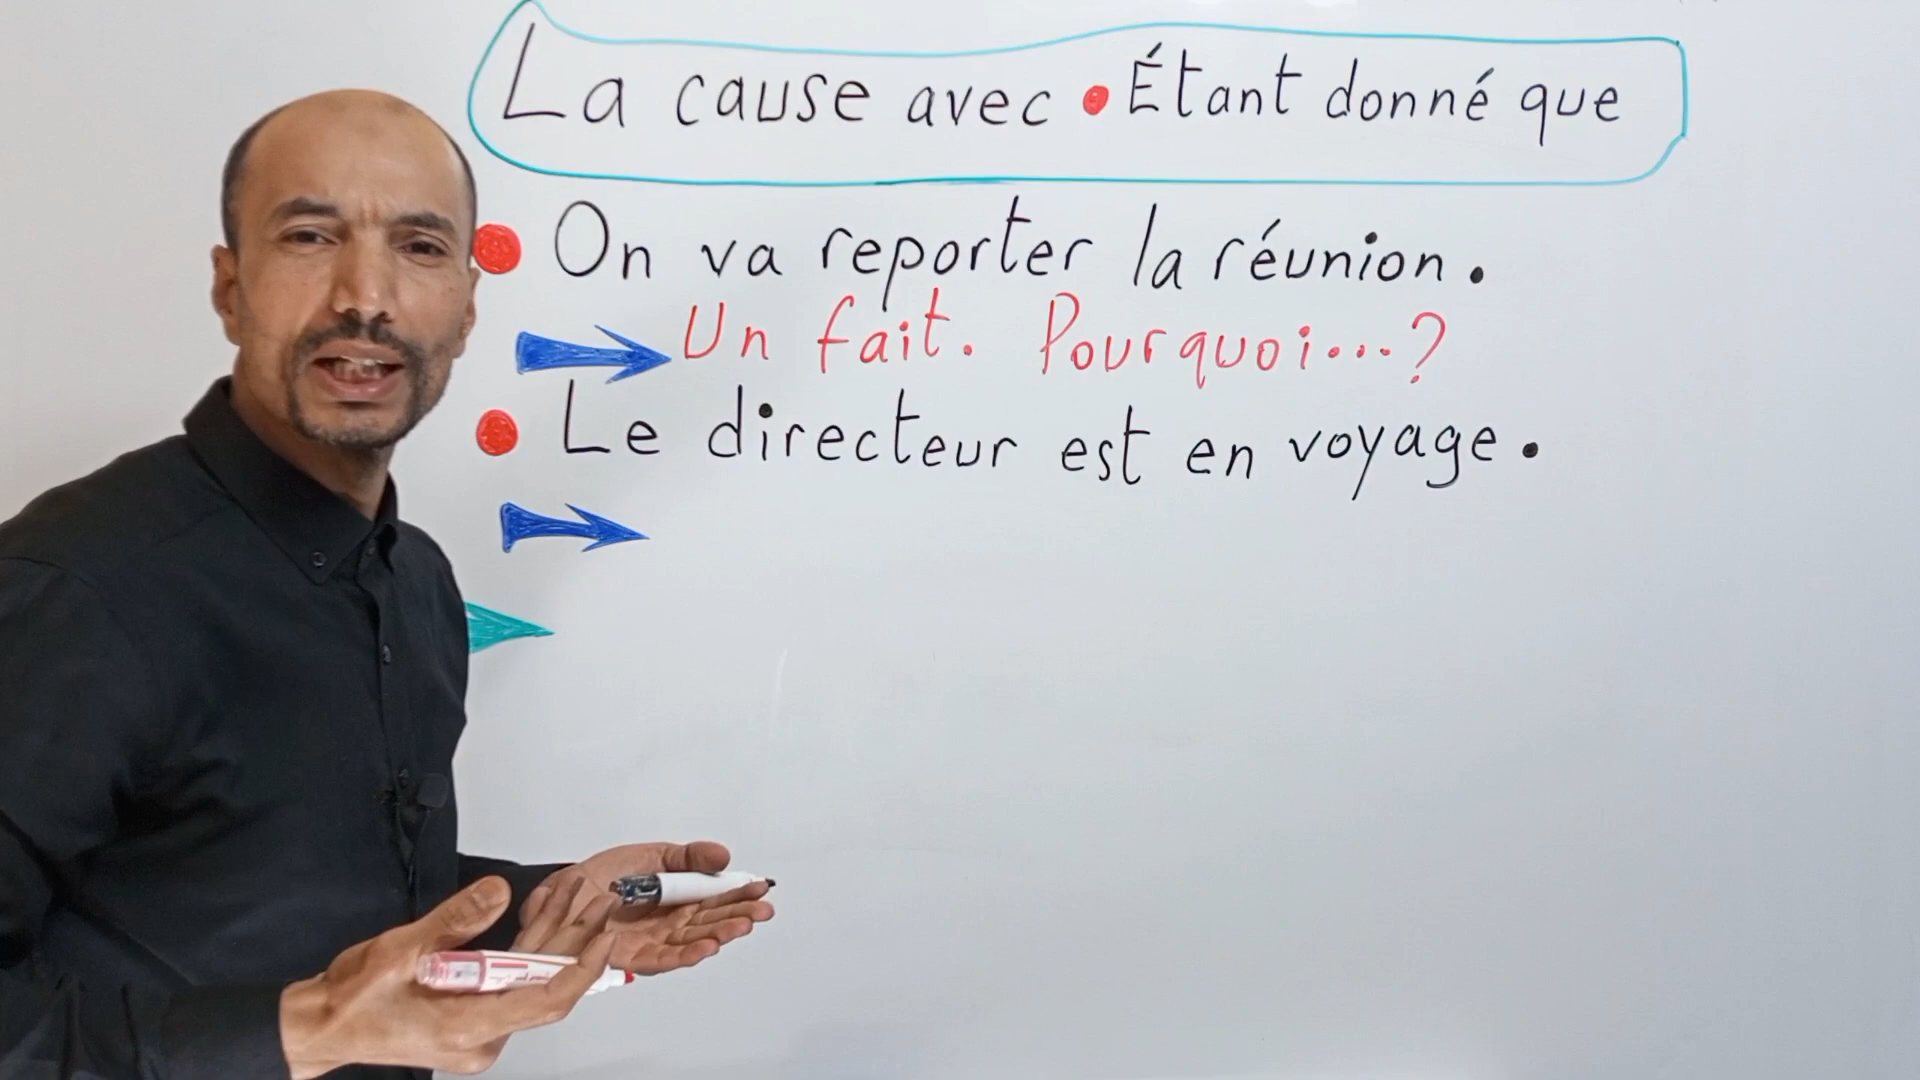 La cause avec • Étant donné que
• On va reporter la réunion.
Un fait. Pourquoi...?
• Le directeur est en voyage.